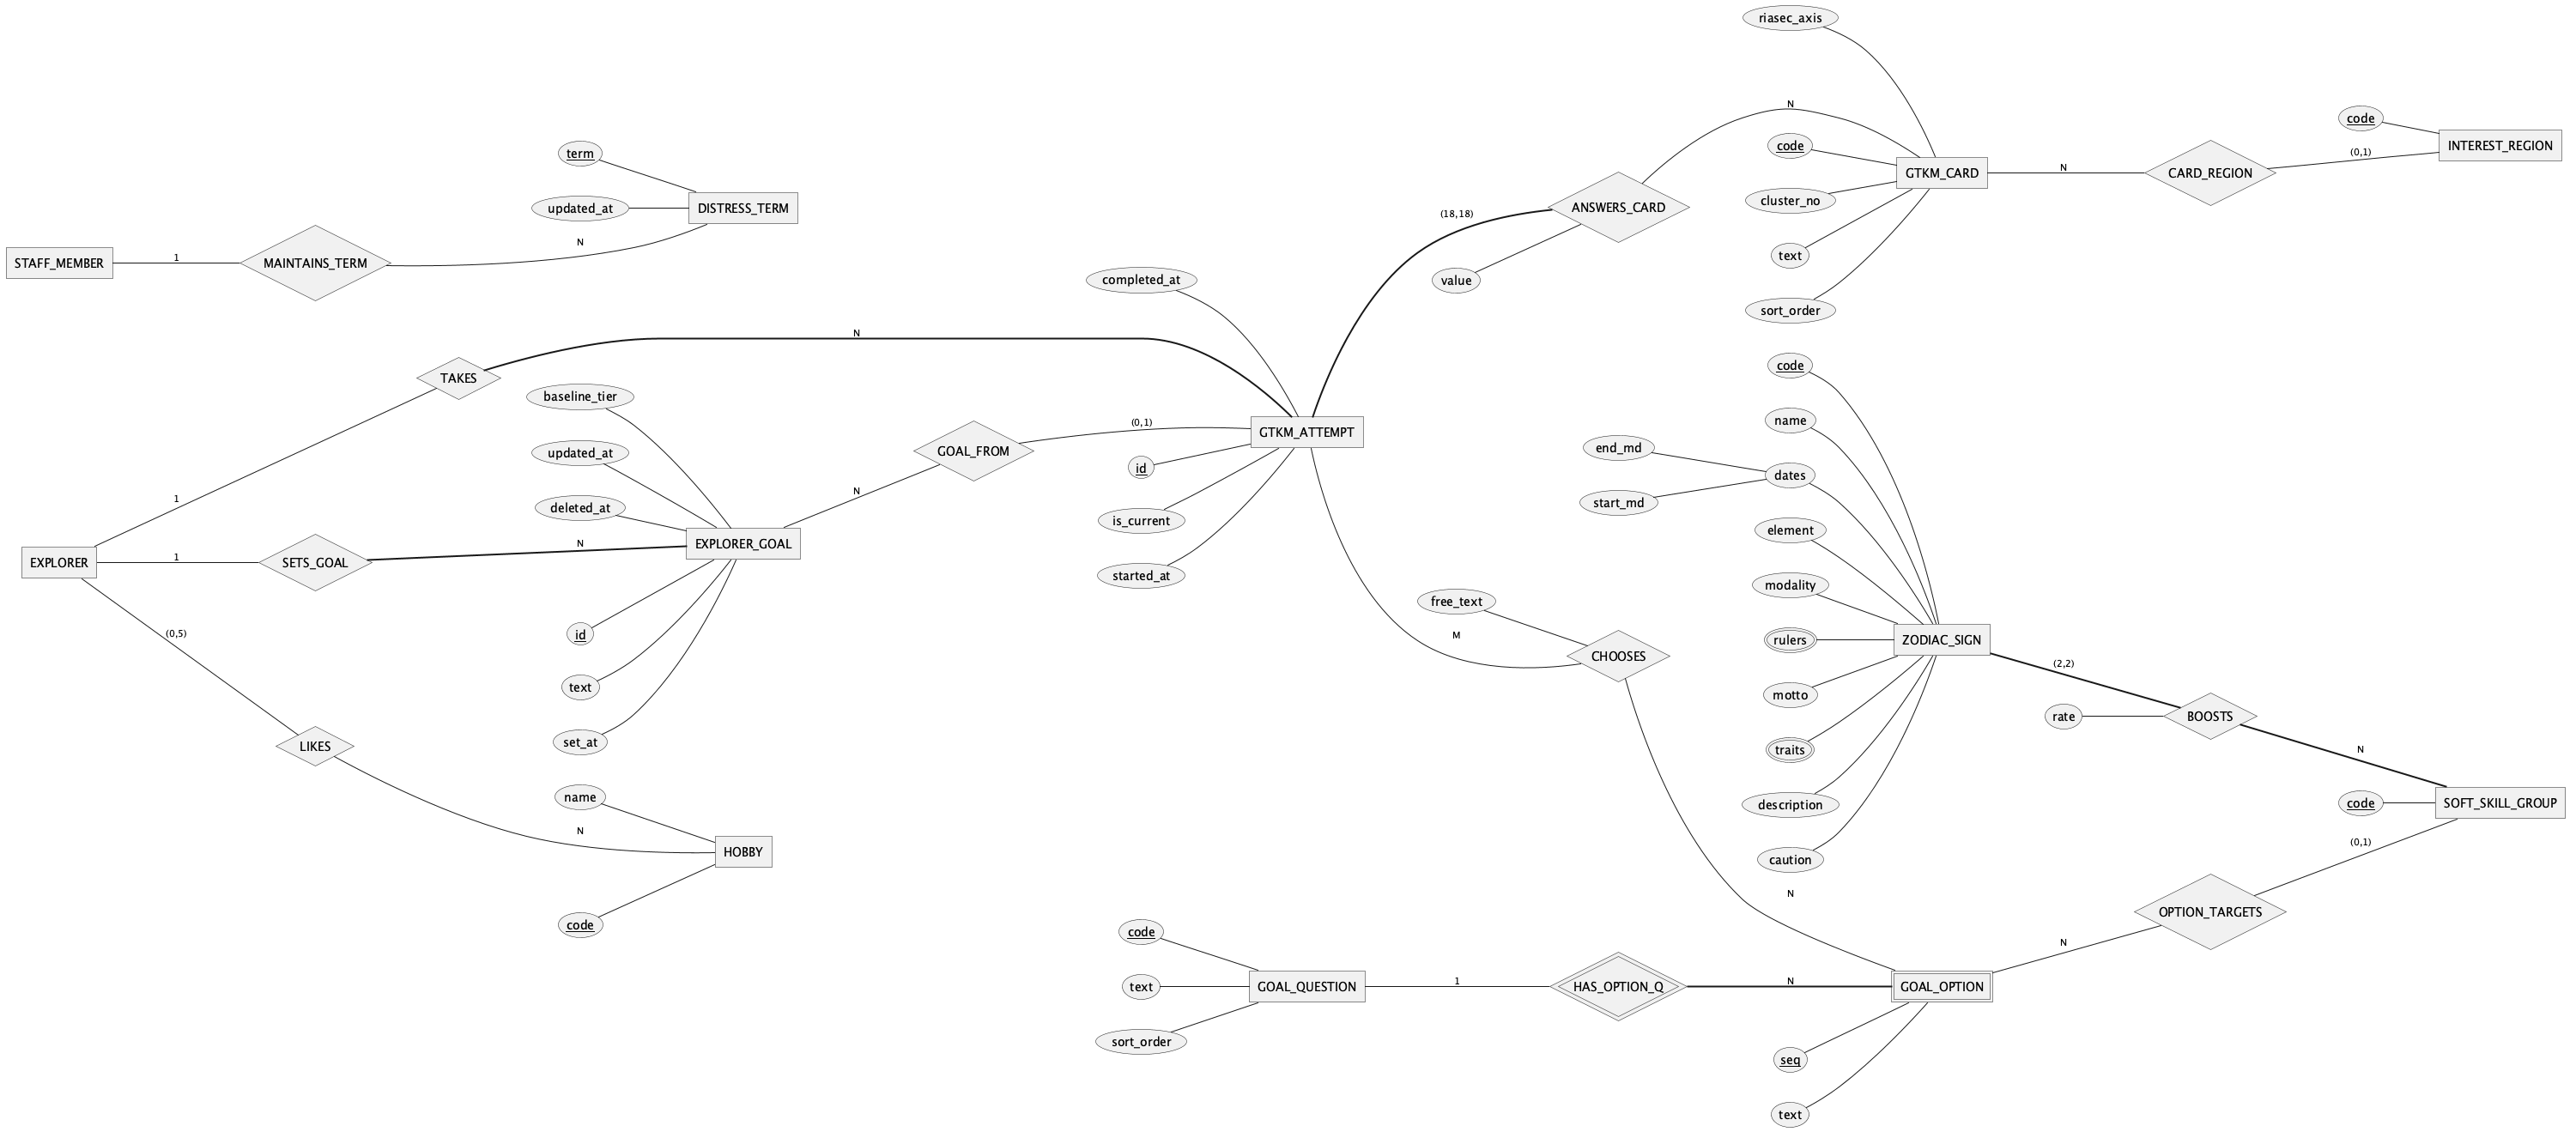 riasec_axis
N
code
cluster_no
text
sort_order
GTKM_CARD
N
CARD_REGION
(0,1)
code
INTEREST_REGION
ANSWERS_CARD
(18,18)
value
term
updated_at
DISTRESS_TERM
STAFF_MEMBER
1
MAINTAINS_TERM
N
completed_at
N
TAKES
1
baseline_tier
updated_at
deleted_at
EXPLORER_GOAL
GOAL_FROM
(0,1)
N
GTKM_ATTEMPT
id
is_current
started_at
EXPLORER
1
SETS_GOAL
N
id
text
set_at
(0,5)
LIKES
N
name
HOBBY
code
free_text
M
CHOOSES
N
code
name
end_md
start_md
dates
element
modality
rulers
motto
traits
description
caution
ZODIAC_SIGN
(2,2)
rate
BOOSTS
N
code
SOFT_SKILL_GROUP
(0,1)
OPTION_TARGETS
N
code
text
sort_order
GOAL_QUESTION
1
HAS_OPTION_Q
N
GOAL_OPTION
seq
text